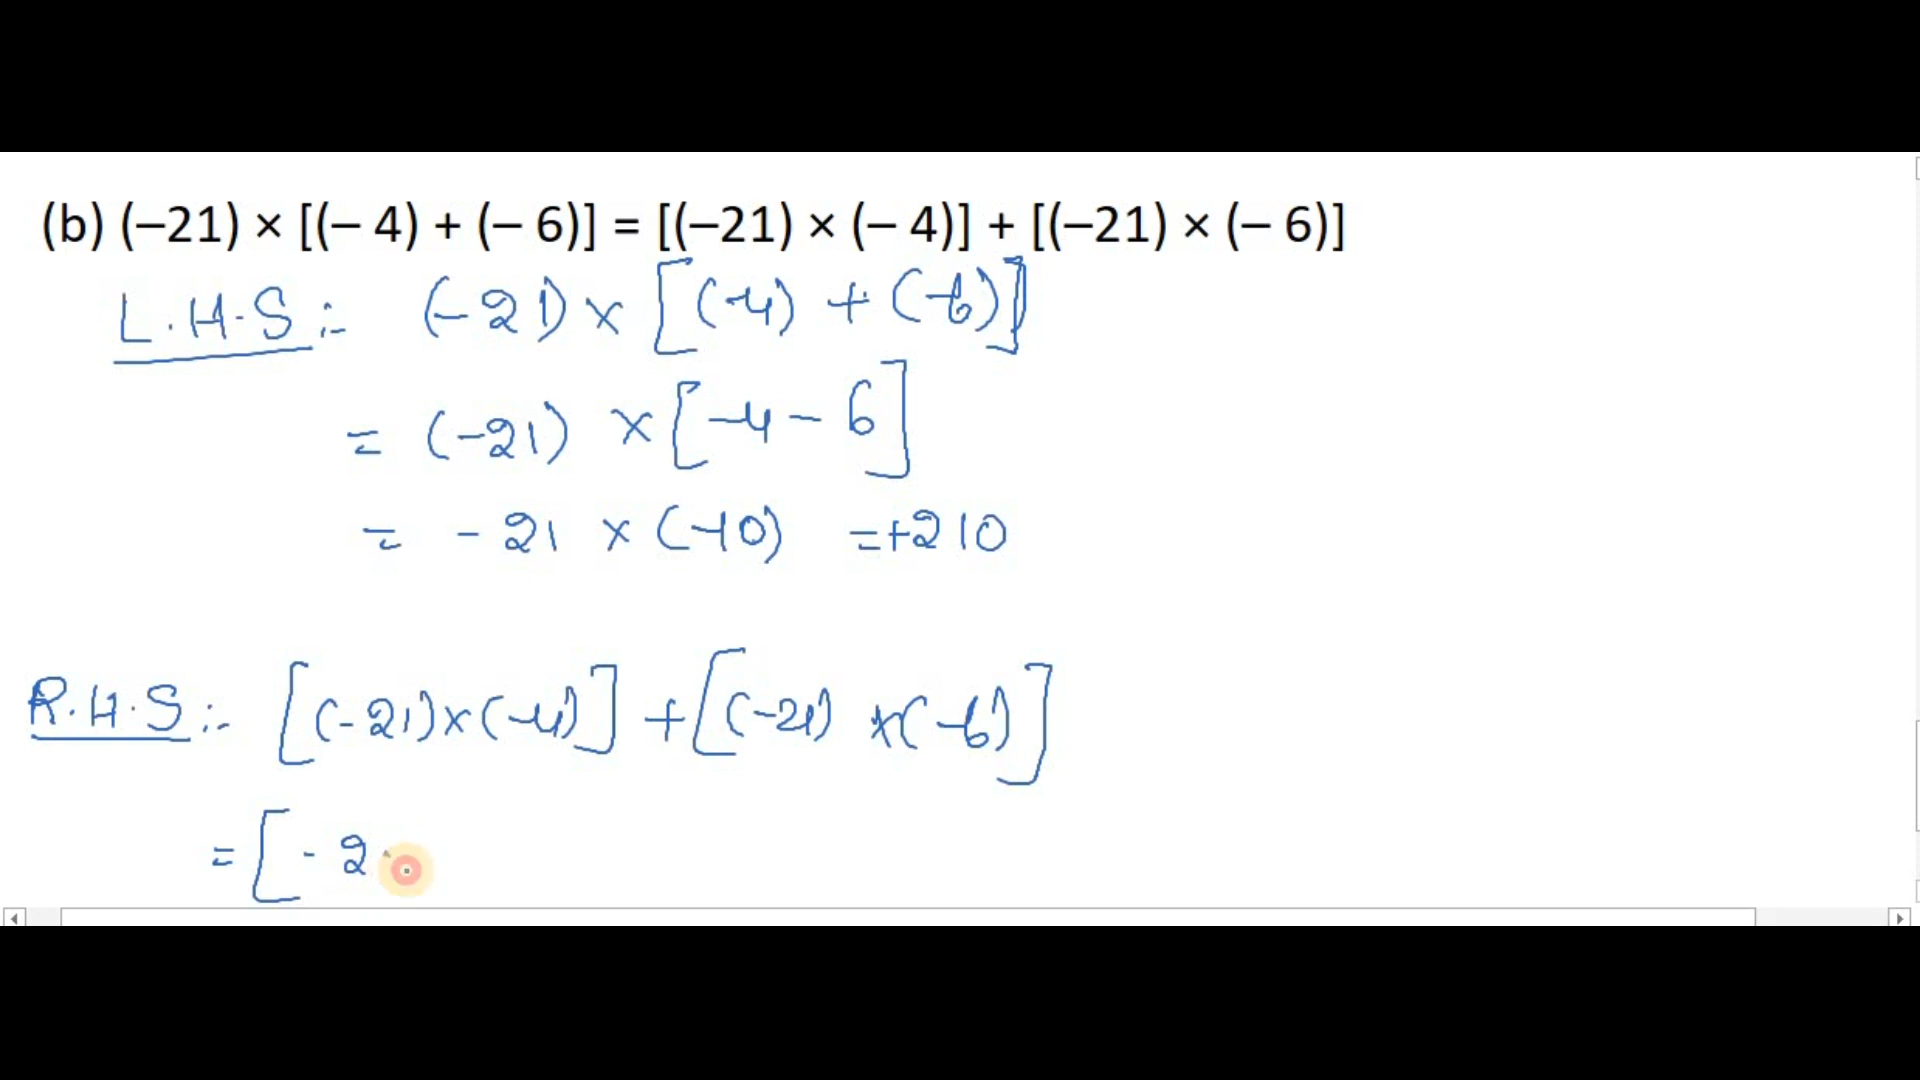 (b) (–21) × [(– 4) + (– 6)] = [(–21) × (– 4)] + [(–21) × (– 6)]
L.H.S :- (-21) × [(-4) + (-6)]
= (-21) × [-4 - 6]
= - 21 × (-10) = +210
R.H.S :- [(-21)×(-4)] + [(-21) ×(-6)]
= [ - 2